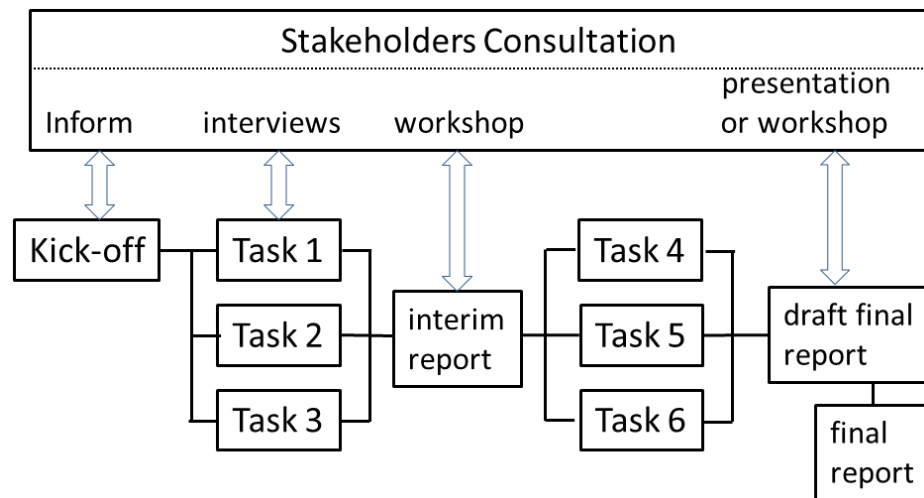 Stakeholders Consultation
Inform
interviews
workshop
presentation
or workshop
Kick-off
Task 1
Task 2
Task 3
interim
report
Task 4
Task 5
Task 6
draft final
report
final
report